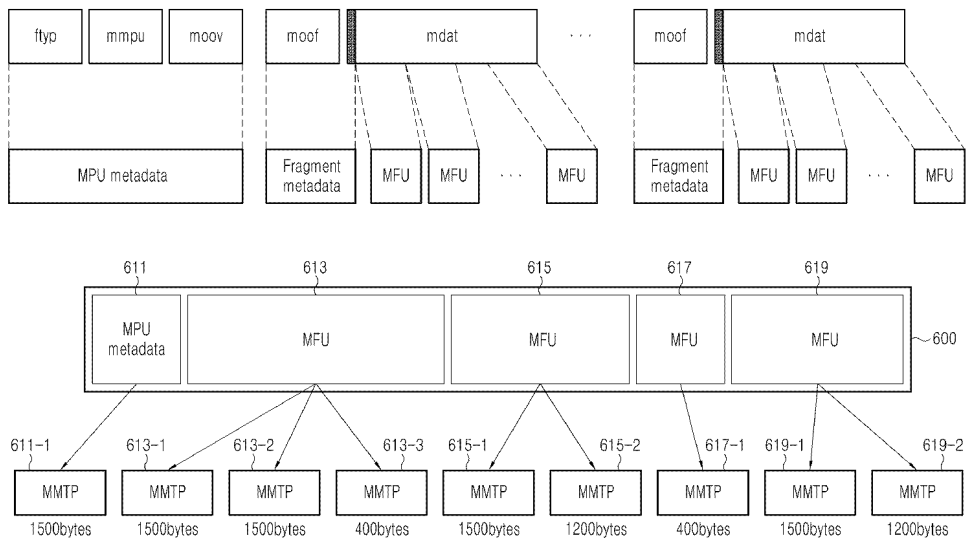 ftyp mmpu moov moof mdat · · · moof mdat
MPU metadata Fragment metadata MFU MFU · · · MFU Fragment metadata MFU MFU · · · MFU
611 613 615 617 619
MPU metadata MFU MFU MFU MFU 600
611-1 613-1 613-2 613-3 615-1 615-2 617-1 619-1 619-2
MMTP MMTP MMTP MMTP MMTP MMTP MMTP MMTP MMTP
1500bytes 1500bytes 1500bytes 400bytes 1500bytes 1200bytes 400bytes 1500bytes 1200bytes